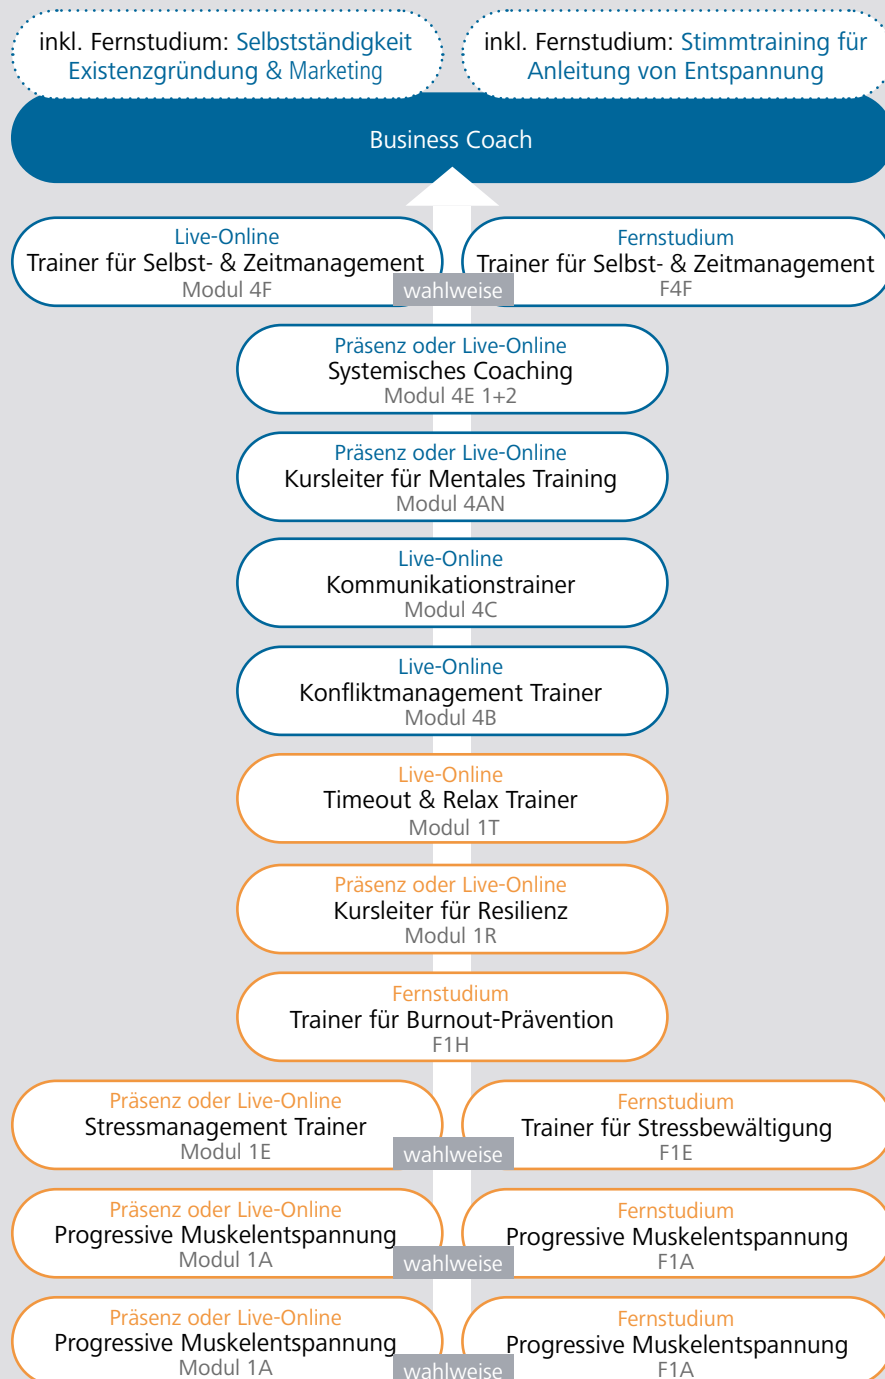 inkl. Fernstudium: Selbstständigkeit
Existenzgründung & Marketing
inkl. Fernstudium: Stimmtraining für
Anleitung von Entspannung
Business Coach
Live-Online
Trainer für Selbst- & Zeitmanagement
Modul 4F
wahlweise
Fernstudium
Trainer für Selbst- & Zeitmanagement
F4F
Präsenz oder Live-Online
Systemisches Coaching
Modul 4E 1+2
Präsenz oder Live-Online
Kursleiter für Mentales Training
Modul 4AN
Live-Online
Kommunikationstrainer
Modul 4C
Live-Online
Konfliktmanagement Trainer
Modul 4B
Live-Online
Timeout & Relax Trainer
Modul 1T
Präsenz oder Live-Online
Kursleiter für Resilienz
Modul 1R
Fernstudium
Trainer für Burnout-Prävention
F1H
Präsenz oder Live-Online
Stressmanagement Trainer
Modul 1E
wahlweise
Fernstudium
Trainer für Stressbewältigung
F1E
Präsenz oder Live-Online
Progressive Muskelentspannung
Modul 1A
wahlweise
Fernstudium
Progressive Muskelentspannung
F1A
Präsenz oder Live-Online
Progressive Muskelentspannung
Modul 1A
wahlweise
Fernstudium
Progressive Muskelentspannung
F1A